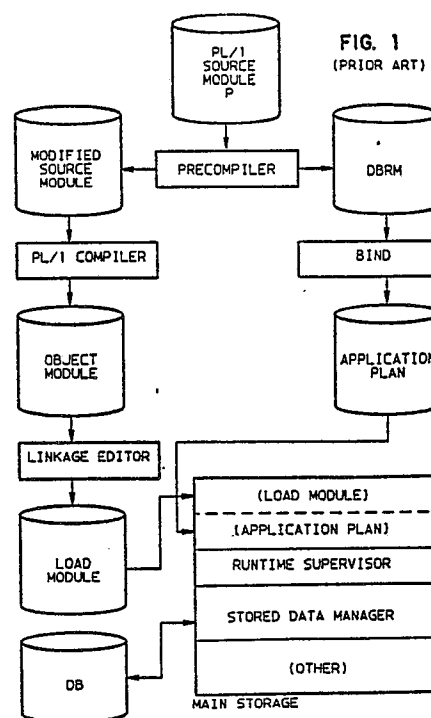 FIG. 1
(PRIOR ART)
PL/1
SOURCE
MODULE
P
MODIFIED
SOURCE
MODULE
PRECOMPILER
DBRM
PL/1 COMPILER
BIND
OBJECT
MODULE
APPLICATION
PLAN
LINKAGE EDITOR
LOAD
MODULE
(LOAD MODULE)
(APPLICATION PLAN)
RUNTIME SUPERVISOR
STORED DATA MANAGER
(OTHER)
DB
MAIN STORAGE